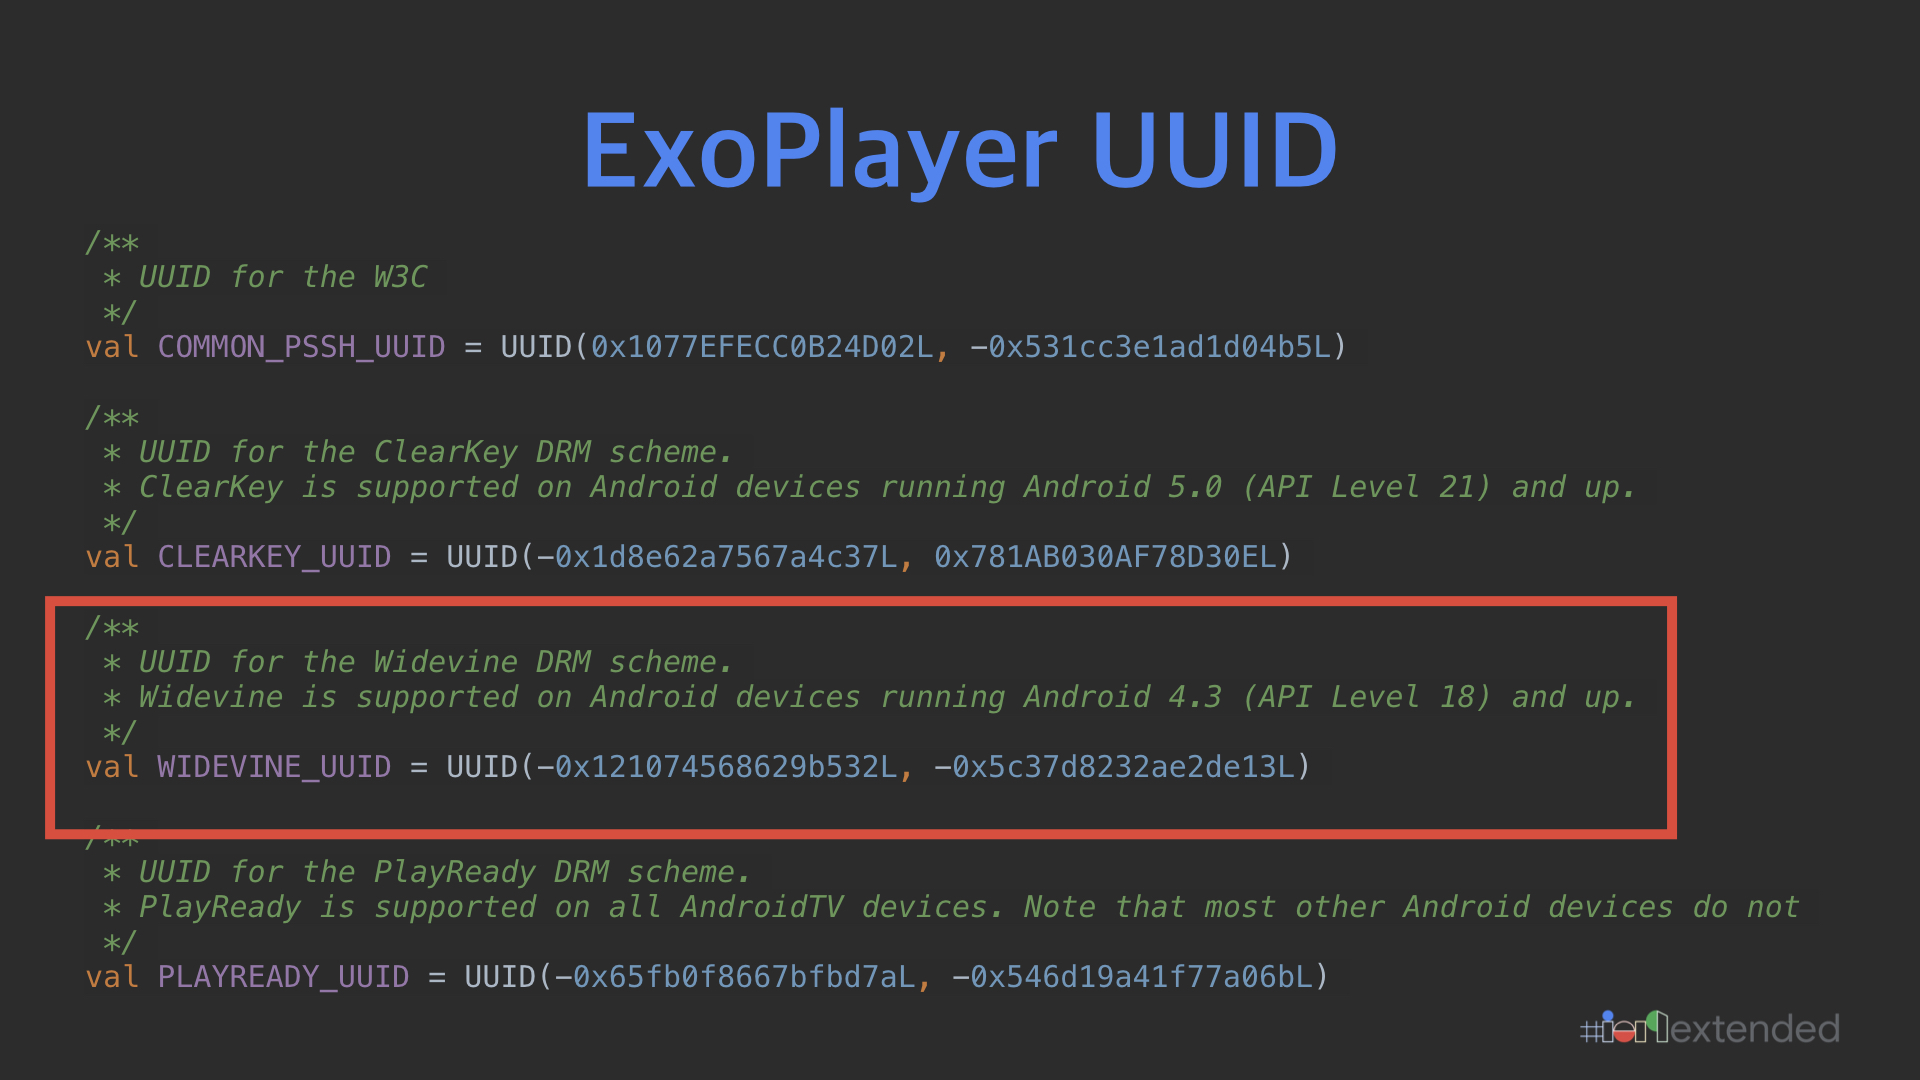 ExoPlayer UUID
/**
 * UUID for the W3C
 */
val COMMON_PSSH_UUID = UUID(0x1077EFECC0B24D02L, -0x531cc3e1ad1d04b5L)
/**
 * UUID for the ClearKey DRM scheme.
 * ClearKey is supported on Android devices running Android 5.0 (API Level 21) and up.
 */
val CLEARKEY_UUID = UUID(-0x1d8e62a7567a4c37L, 0x781AB030AF78D30EL)
/**
 * UUID for the Widevine DRM scheme.
 * Widevine is supported on Android devices running Android 4.3 (API Level 18) and up.
 */
val WIDEVINE_UUID = UUID(-0x121074568629b532L, -0x5c37d8232ae2de13L)
/**
 * UUID for the PlayReady DRM scheme.
 * PlayReady is supported on all AndroidTV devices. Note that most other Android devices do not
 */
val PLAYREADY_UUID = UUID(-0x65fb0f8667bfbd7aL, -0x546d19a41f77a06bL)
#io19extended